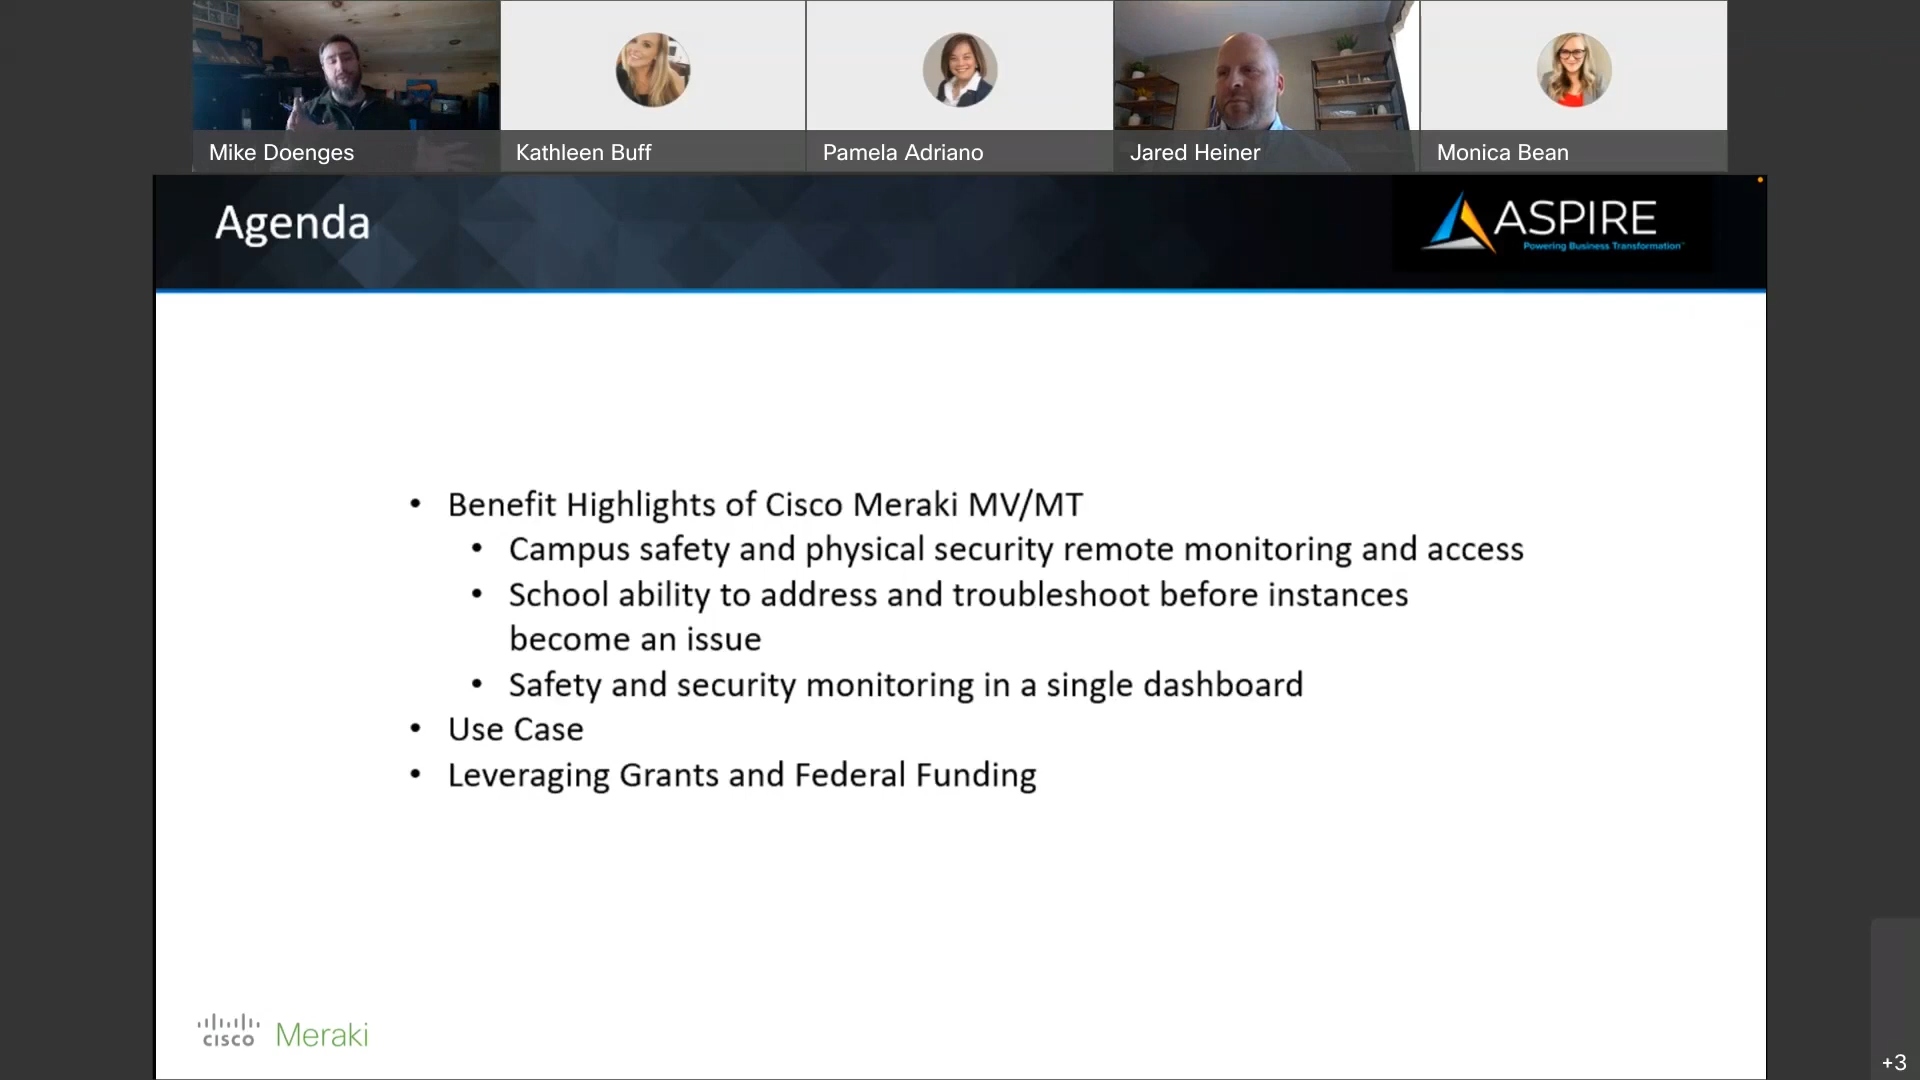 Mike Doenges
Kathleen Buff
Pamela Adriano
Jared Heiner
Monica Bean
Agenda
ASPIRE
Powering Business Transformation
• Benefit Highlights of Cisco Meraki MV/MT
• Campus safety and physical security remote monitoring and access
• School ability to address and troubleshoot before instances
become an issue
• Safety and security monitoring in a single dashboard
• Use Case
• Leveraging Grants and Federal Funding
CISCO Meraki
+3